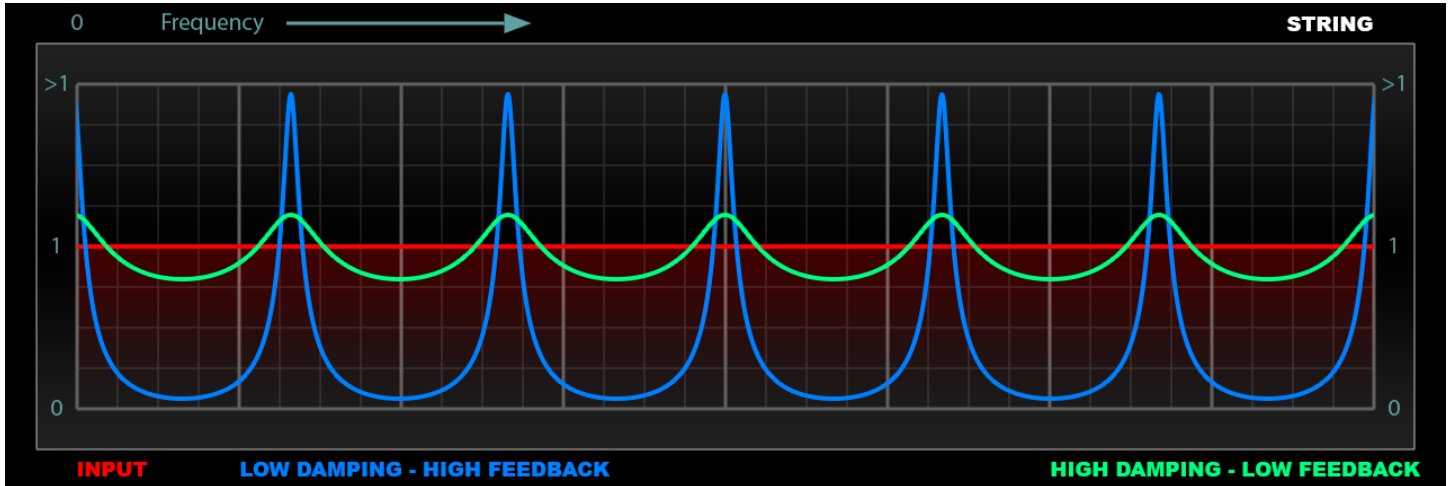 0 Frequency STRING
>1 >1
1 1
0 0
INPUT LOW DAMPING - HIGH FEEDBACK HIGH DAMPING - LOW FEEDBACK